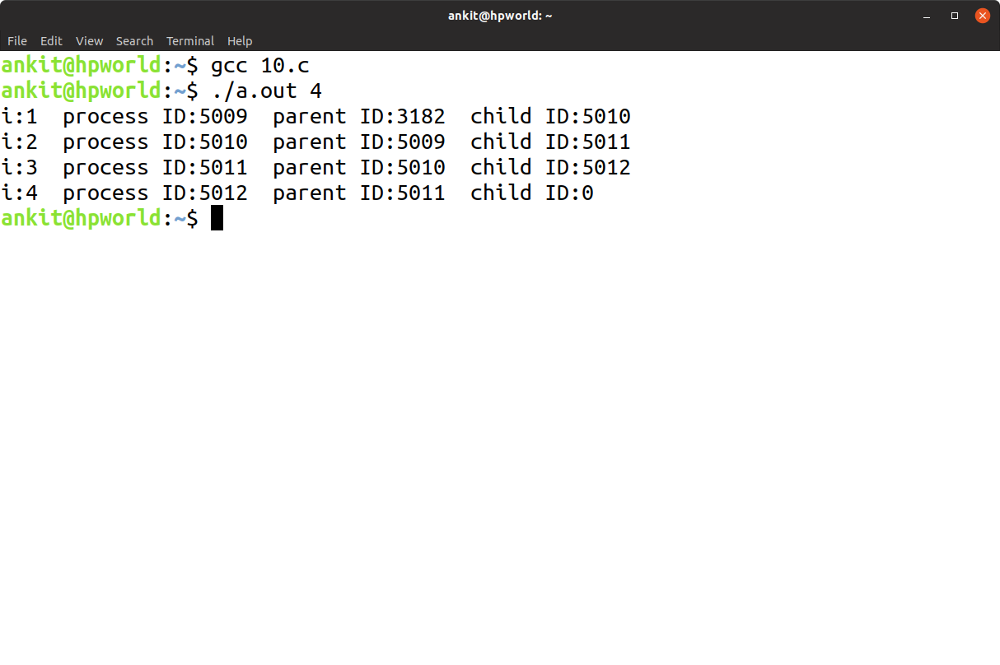 ankit@hpworld: ~
File Edit View Search Terminal Help
ankit@hpworld:~$ gcc 10.c
ankit@hpworld:~$ ./a.out 4
i:1  process ID:5009  parent ID:3182  child ID:5010
i:2  process ID:5010  parent ID:5009  child ID:5011
i:3  process ID:5011  parent ID:5010  child ID:5012
i:4  process ID:5012  parent ID:5011  child ID:0
ankit@hpworld:~$